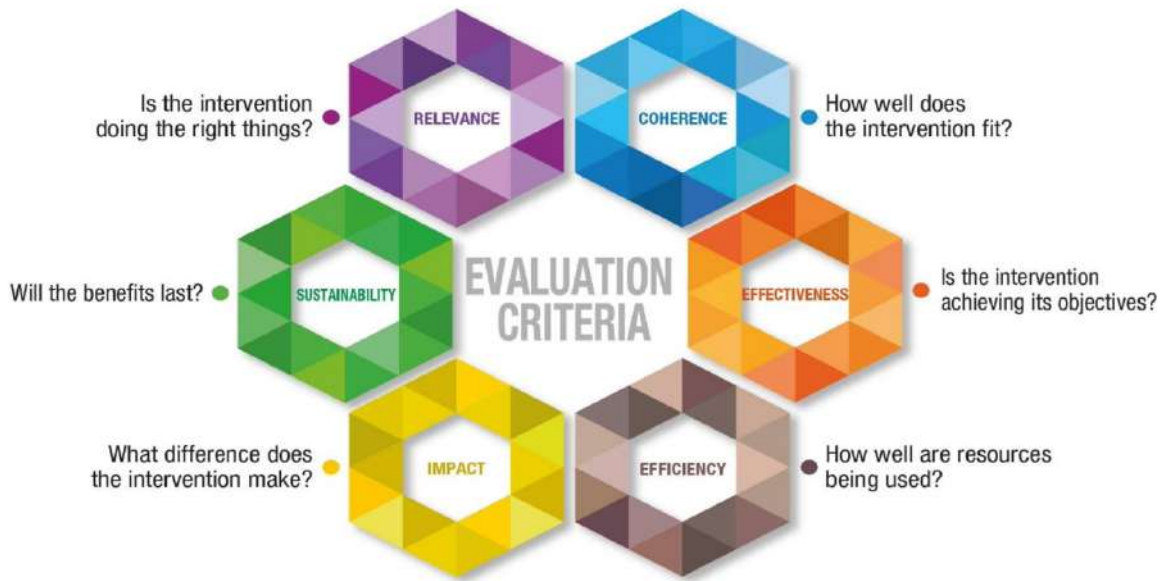 Is the intervention
doing the right things?
RELEVANCE
COHERENCE
How well does
the intervention fit?
Will the benefits last?
SUSTAINABILITY
EVALUATION
CRITERIA
EFFECTIVENESS
Is the intervention
achieving its objectives?
What difference does
the intervention make?
IMPACT
EFFICIENCY
How well are resources
being used?